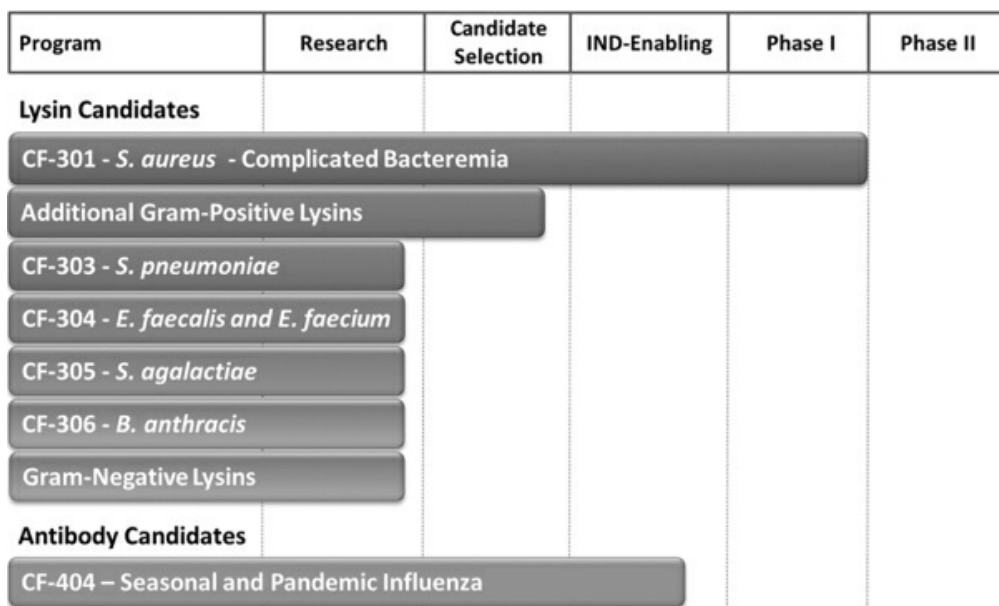 Program Research Candidate Selection IND-Enabling Phase I Phase II
Lysin Candidates
CF-301 - S. aureus - Complicated Bacteremia
Additional Gram-Positive Lysins
CF-303 - S. pneumoniae
CF-304 - E. faecalis and E. faecium
CF-305 - S. agalactiae
CF-306 - B. anthracis
Gram-Negative Lysins
Antibody Candidates
CF-404 – Seasonal and Pandemic Influenza